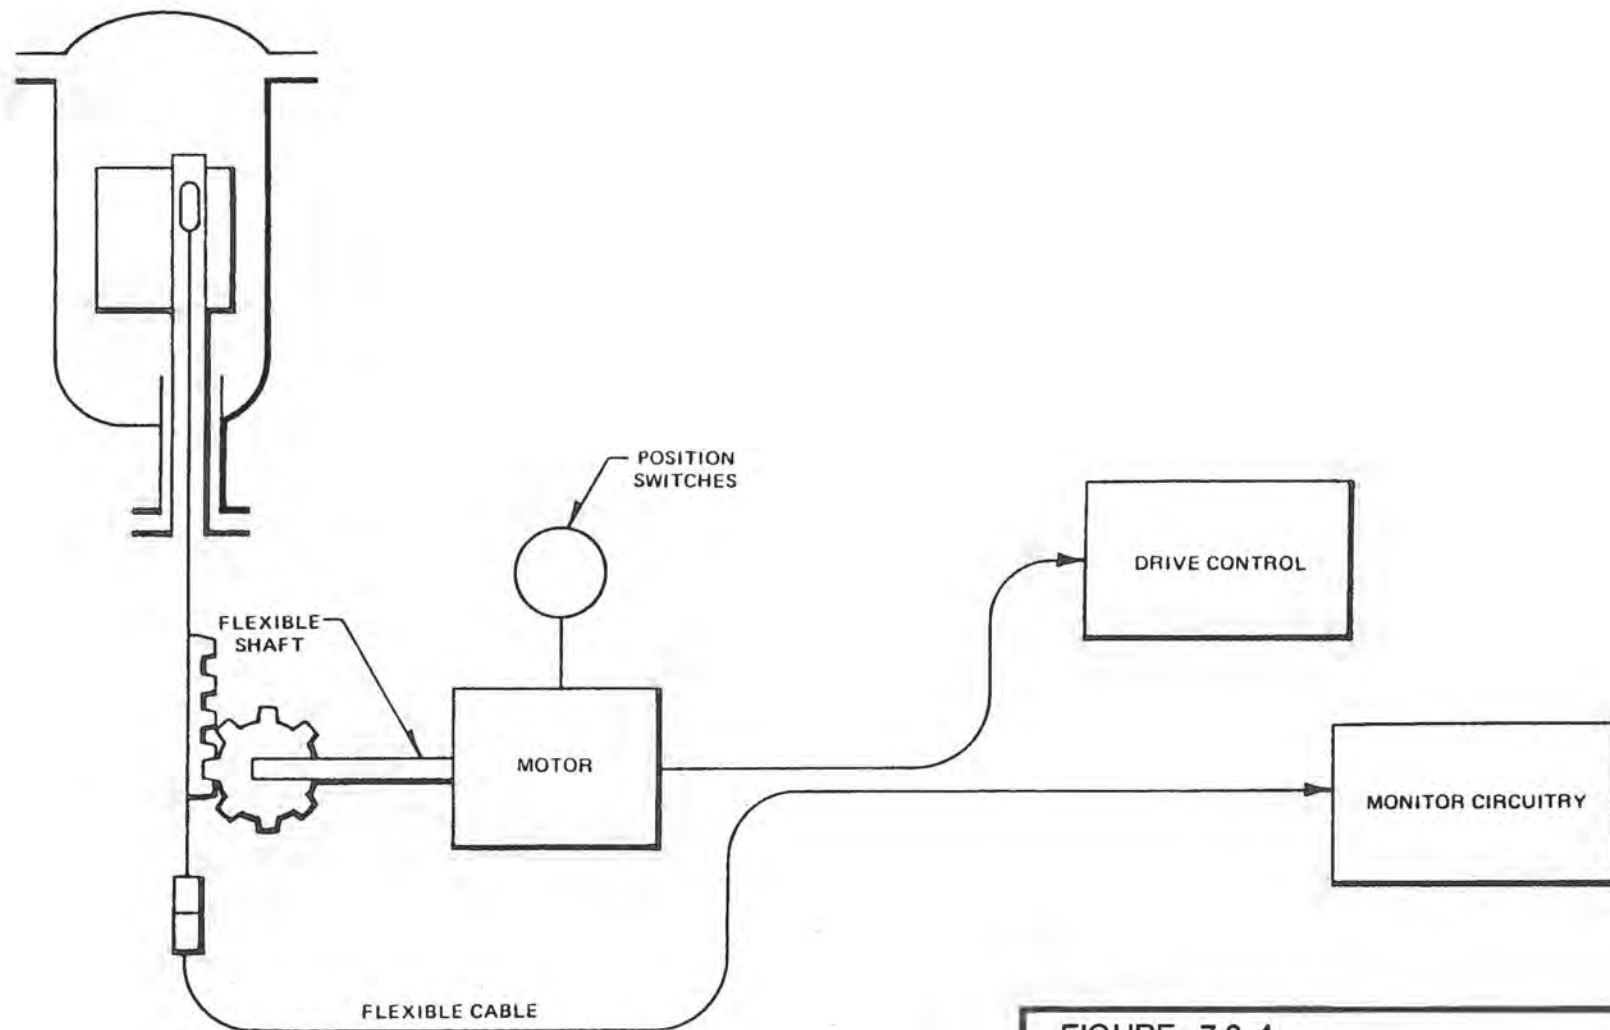 POSITION
SWITCHES
DRIVE CONTROL
FLEXIBLE
SHAFT
MOTOR
MONITOR CIRCUITRY
FLEXIBLE CABLE